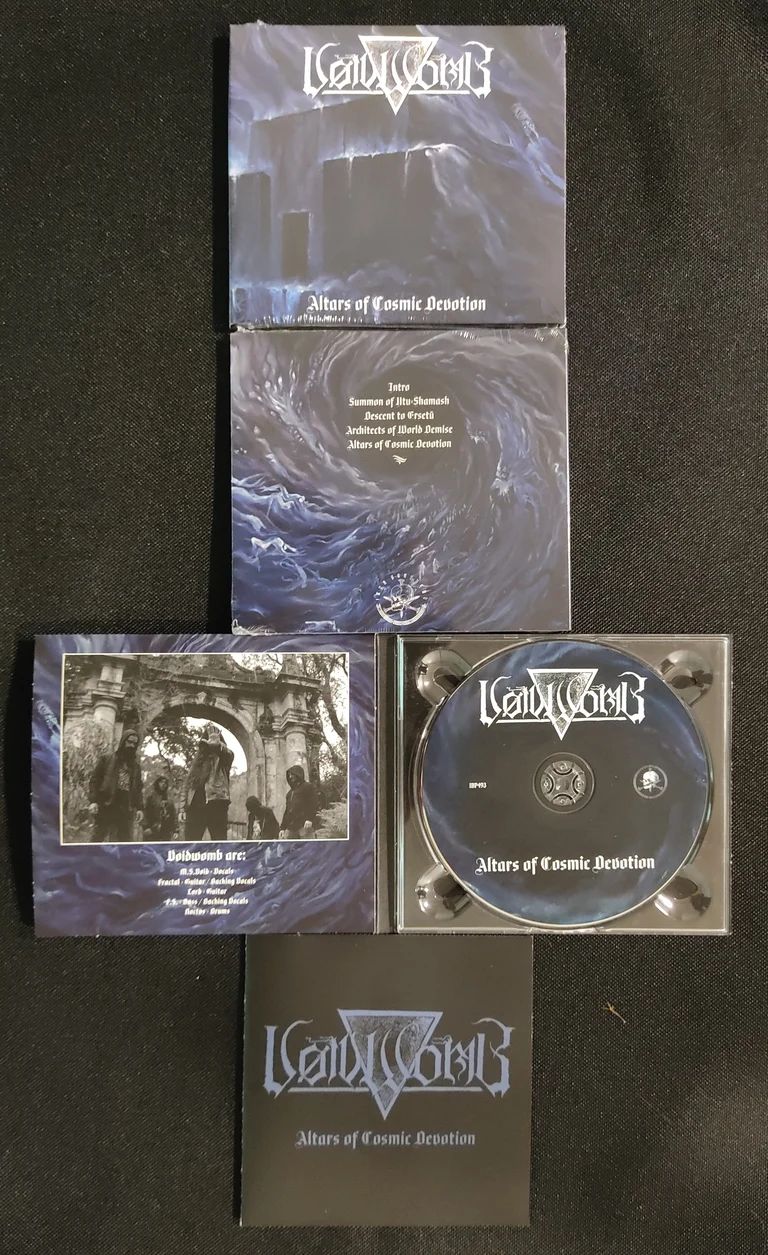 VoidWomb
Altars of Cosmic Devotion
Intro
Summon of Utu-Shamash
Descent to Ersetū
Architects of World Demise
Altars of Cosmic Devotion
VoidWomb
IBP493
Altars of Cosmic Devotion
Voidwomb are:
M.S.Void · Vocals
Fractal · Guitar / Backing Vocals
Lord · Guitar
F.S. · Bass / Backing Vocals
Noctus · Drums
VoidWomb
Altars of Cosmic Devotion